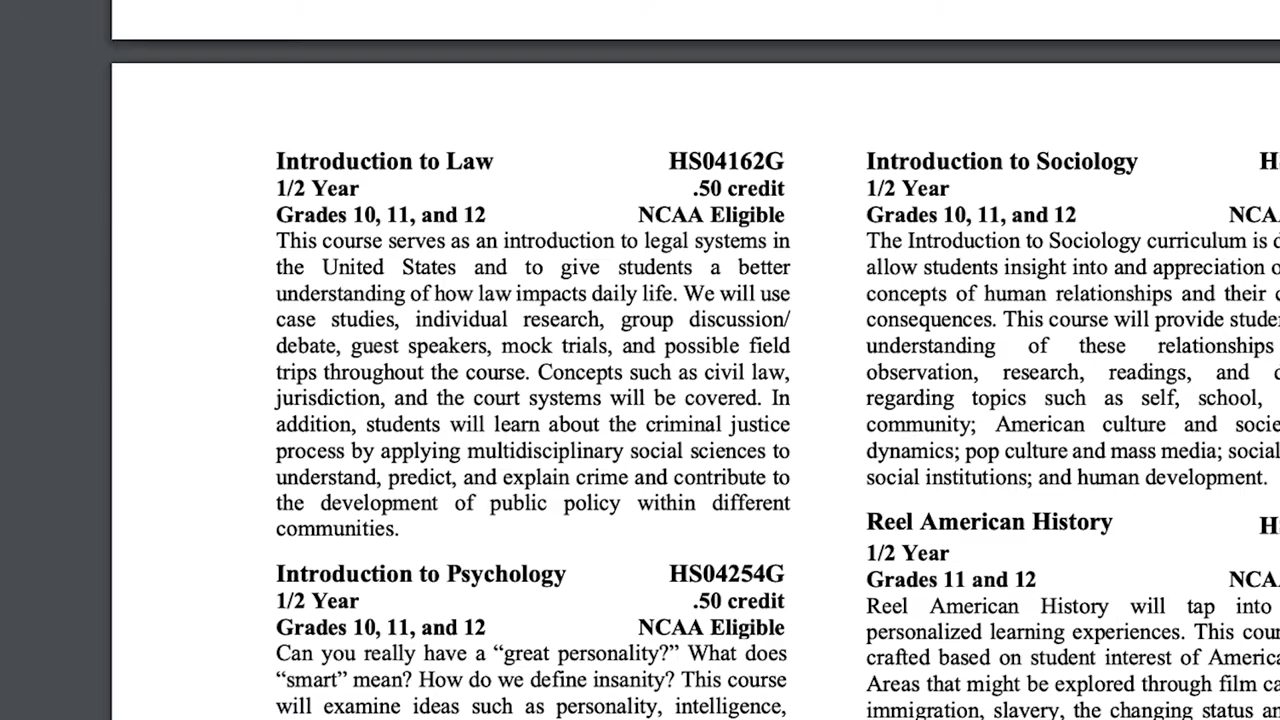 Introduction to Law HS04162G
1/2 Year .50 credit
Grades 10, 11, and 12 NCAA Eligible
This course serves as an introduction to legal systems in
the United States and to give students a better
understanding of how law impacts daily life. We will use
case studies, individual research, group discussion/
debate, guest speakers, mock trials, and possible field
trips throughout the course. Concepts such as civil law,
jurisdiction, and the court systems will be covered. In
addition, students will learn about the criminal justice
process by applying multidisciplinary social sciences to
understand, predict, and explain crime and contribute to
the development of public policy within different
communities.
Introduction to Psychology HS04254G
1/2 Year .50 credit
Grades 10, 11, and 12 NCAA Eligible
Can you really have a “great personality?” What does
“smart” mean? How do we define insanity? This course
will examine ideas such as personality, intelligence,
Introduction to Sociology
1/2 Year
Grades 10, 11, and 12
The Introduction to Sociology curriculum is
allow students insight into and appreciation
concepts of human relationships and their
consequences. This course will provide
understanding of these relationships
observation, research, readings, and
regarding topics such as self, school,
community; American culture and
dynamics; pop culture and mass media; social
social institutions; and human development.
Reel American History
1/2 Year
Grades 11 and 12
Reel American History will tap into
personalized learning experiences. This
crafted based on student interest of
Areas that might be explored through film
immigration, slavery, the changing status